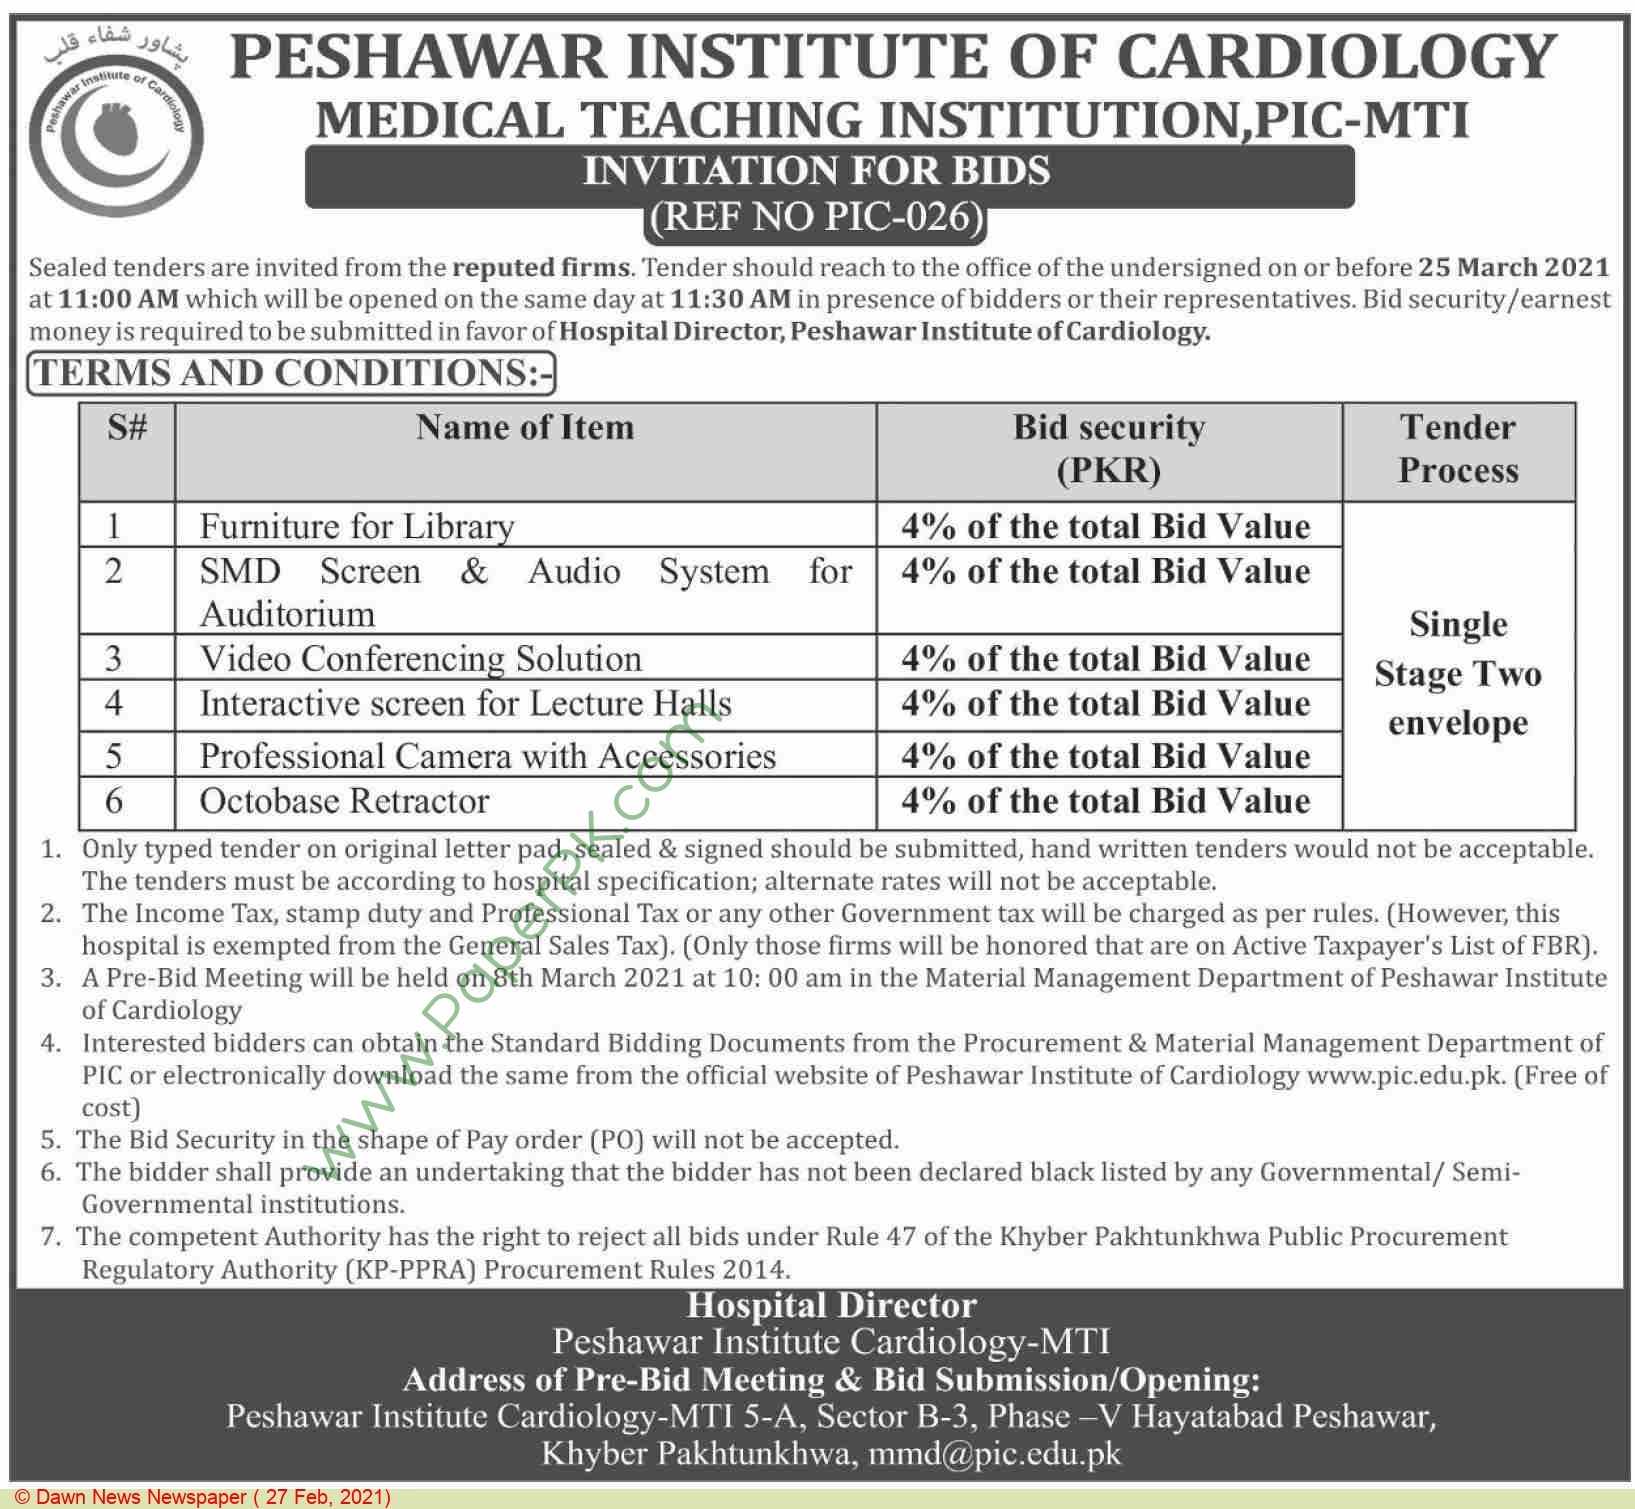 پشاور شفاء قلب
Peshawar Institute of Cardiology
PESHAWAR INSTITUTE OF CARDIOLOGY
MEDICAL TEACHING INSTITUTION,PIC-MTI
INVITATION FOR BIDS
(REF NO PIC-026)
Sealed tenders are invited from the reputed firms. Tender should reach to the office of the undersigned on or before 25 March 2021
at 11:00 AM which will be opened on the same day at 11:30 AM in presence of bidders or their representatives. Bid security/earnest
money is required to be submitted in favor of Hospital Director, Peshawar Institute of Cardiology.
TERMS AND CONDITIONS:-
S# Name of Item Bid security Tender
(PKR) Process
1 Furniture for Library 4% of the total Bid Value
2 SMD Screen & Audio System for 4% of the total Bid Value
Auditorium
3 Video Conferencing Solution 4% of the total Bid Value
4 Interactive screen for Lecture Halls 4% of the total Bid Value
5 Professional Camera with Accessories 4% of the total Bid Value
6 Octobase Retractor 4% of the total Bid Value
Single
Stage Two
envelope
1. Only typed tender on original letter pad, sealed & signed should be submitted, hand written tenders would not be acceptable.
The tenders must be according to hospital specification; alternate rates will not be acceptable.
2. The Income Tax, stamp duty and Professional Tax or any other Government tax will be charged as per rules. (However, this
hospital is exempted from the General Sales Tax). (Only those firms will be honored that are on Active Taxpayer's List of FBR).
3. A Pre-Bid Meeting will be held on 8th March 2021 at 10: 00 am in the Material Management Department of Peshawar Institute
of Cardiology
4. Interested bidders can obtain the Standard Bidding Documents from the Procurement & Material Management Department of
PIC or electronically download the same from the official website of Peshawar Institute of Cardiology www.pic.edu.pk. (Free of
cost)
5. The Bid Security in the shape of Pay order (PO) will not be accepted.
6. The bidder shall provide an undertaking that the bidder has not been declared black listed by any Governmental/ Semi-
Governmental institutions.
7. The competent Authority has the right to reject all bids under Rule 47 of the Khyber Pakhtunkhwa Public Procurement
Regulatory Authority (KP-PPRA) Procurement Rules 2014.
www.PaperPK.com
Hospital Director
Peshawar Institute Cardiology-MTI
Address of Pre-Bid Meeting & Bid Submission/Opening:
Peshawar Institute Cardiology-MTI 5-A, Sector B-3, Phase –V Hayatabad Peshawar,
Khyber Pakhtunkhwa, mmd@pic.edu.pk
© Dawn News Newspaper ( 27 Feb, 2021)